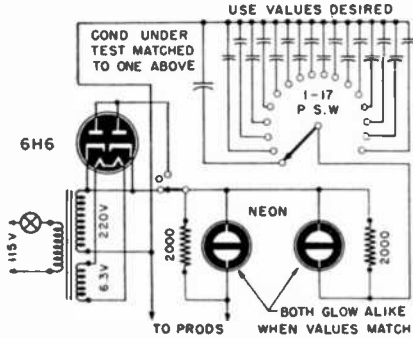 USE VALUES DESIRED
COND UNDER
TEST MATCHED
TO ONE ABOVE
1-17
P S.W
6H6
115V
220V
6.3V
2000
NEON
2000
BOTH GLOW ALIKE
WHEN VALUES MATCH
TO PRODS